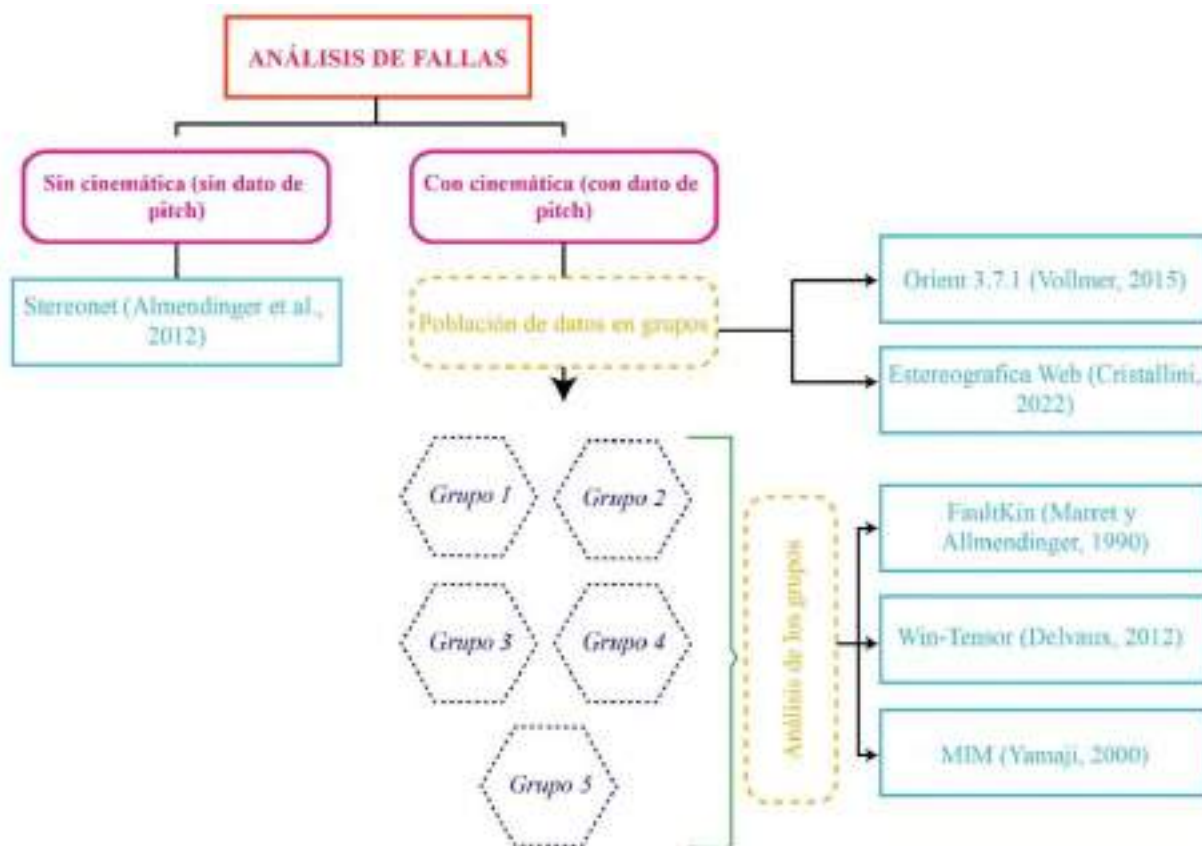 ANÁLISIS DE FALLAS
Sin cinemática (sin dato de
pitch)
Con cinemática (con dato de
pitch)
Stereonet (Almendinger et al.,
2012)
Población de datos en grupos
Orient 3.7.1 (Vollmer, 2015)
Estereografica Web (Cristallini,
2022)
Grupo 1
Grupo 2
Grupo 3
Grupo 4
Grupo 5
Análisis de los grupos
FaultKin (Marret y
Allmendinger, 1990)
Win-Tensor (Delvaux, 2012)
MIM (Yamaji, 2000)